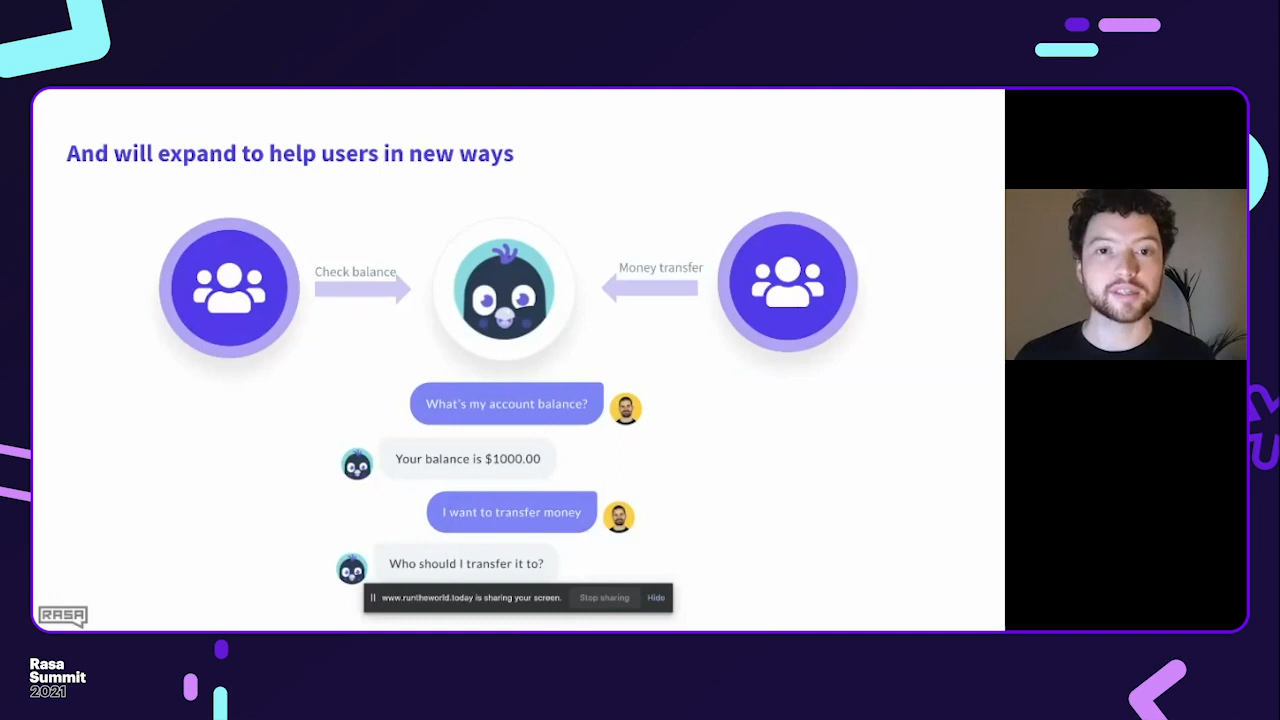 And will expand to help users in new ways
Check balance
Money transfer
What's my account balance?
Your balance is $1000.00
I want to transfer money
Who should I transfer it to?
www.runtheworld.today is sharing your screen.
Stop sharing
Hide
RASA
Rasa
Summit
2021